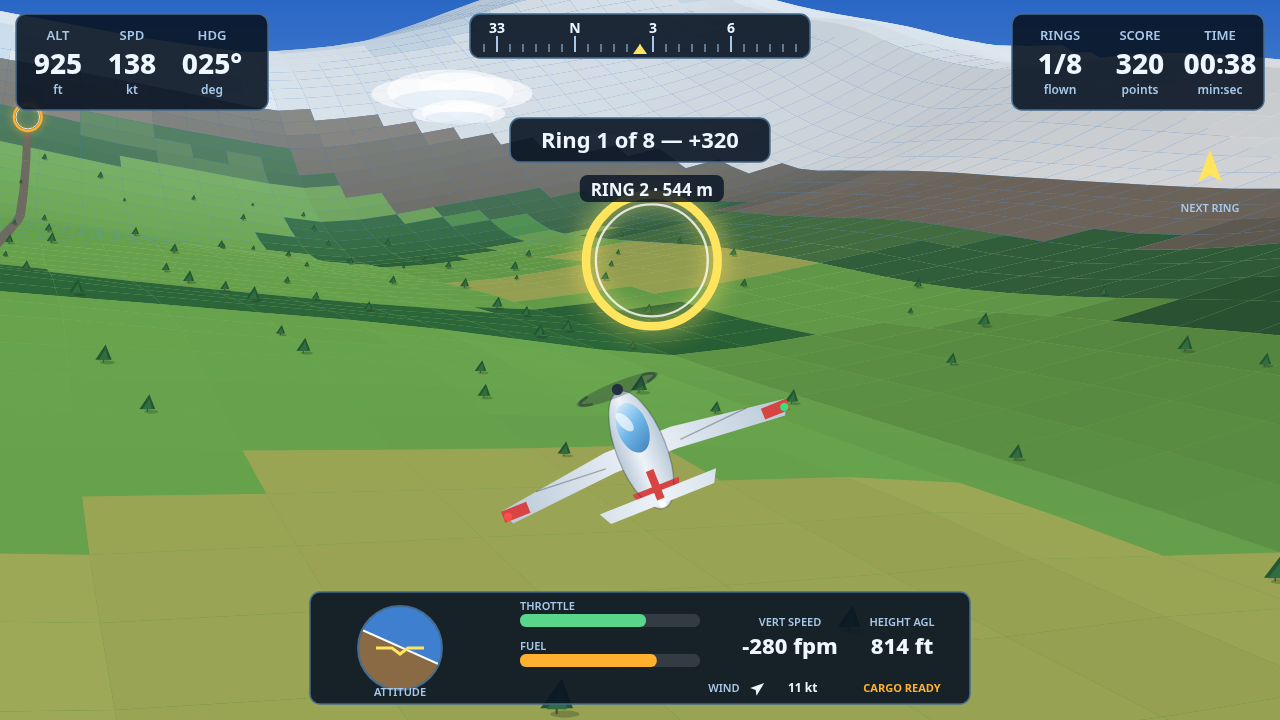 ALT SPD HDG
925 138 025°
ft kt deg
33 N 3 6
RINGS SCORE TIME
1/8 320 00:38
flown points min:sec
Ring 1 of 8 — +320
RING 2 · 544 m
NEXT RING
THROTTLE
FUEL
ATTITUDE
VERT SPEED HEIGHT AGL
-280 fpm 814 ft
WIND 11 kt CARGO READY